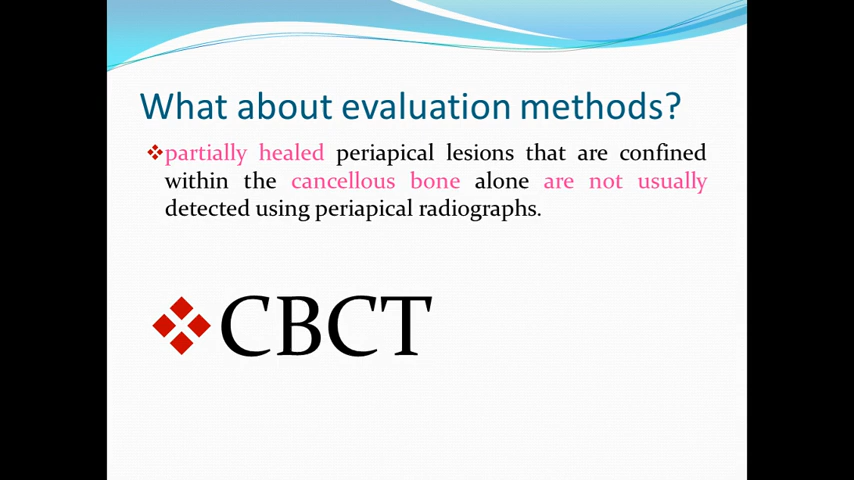 What about evaluation methods?
partially healed periapical lesions that are confined
within the cancellous bone alone are not usually
detected using periapical radiographs.
CBCT